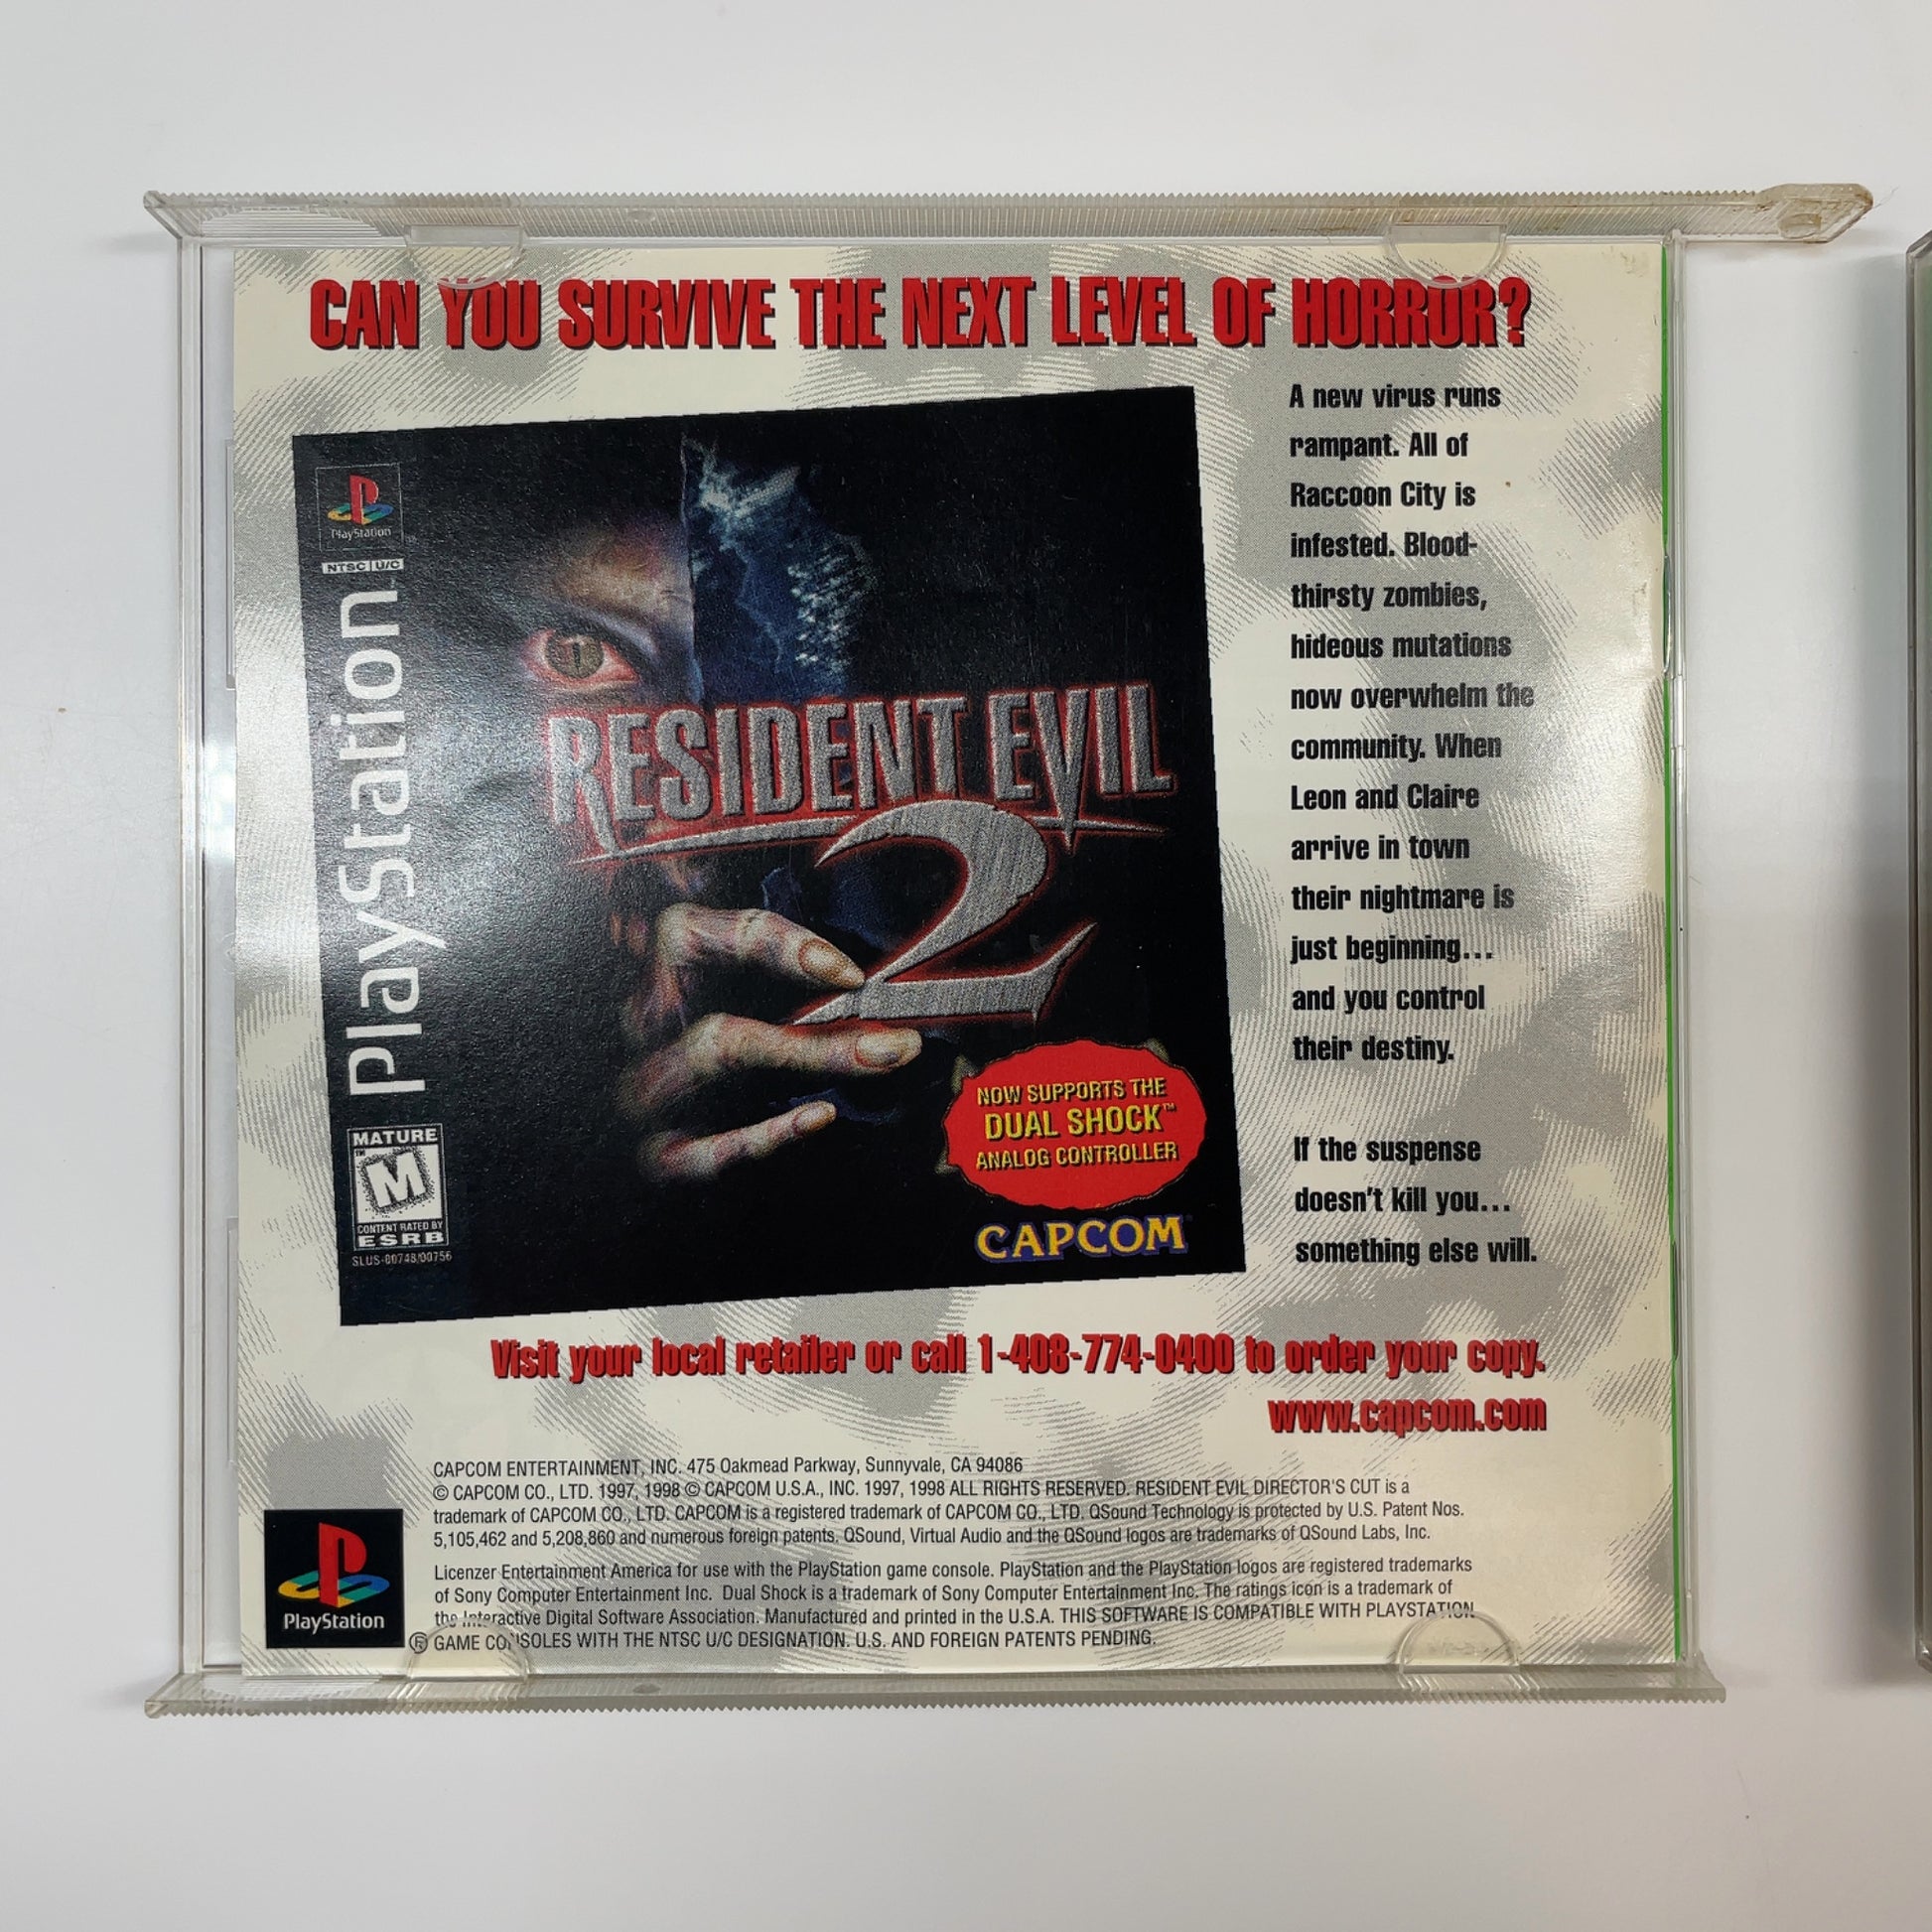 CAN YOU SURVIVE THE NEXT LEVEL OF HORROR?
PlayStation
NTSC U/C
PlayStation
RESIDENT EVIL
2
NOW SUPPORTS THE
DUAL SHOCK™
ANALOG CONTROLLER
CAPCOM
MATURE
M
CONTENT RATED BY
ESRB
SLUS-00748/00756
A new virus runs
rampant. All of
Raccoon City is
infested. Blood-
thirsty zombies,
hideous mutations
now overwhelm the
community. When
Leon and Claire
arrive in town
their nightmare is
just beginning...
and you control
their destiny.
If the suspense
doesn't kill you...
something else will.
Visit your local retailer or call 1-408-774-0400 to order your copy.
www.capcom.com
CAPCOM ENTERTAINMENT, INC. 475 Oakmead Parkway, Sunnyvale, CA 94086
© CAPCOM CO., LTD. 1997, 1998 © CAPCOM U.S.A., INC. 1997, 1998 ALL RIGHTS RESERVED. RESIDENT EVIL DIRECTOR'S CUT is a
trademark of CAPCOM CO., LTD. CAPCOM is a registered trademark of CAPCOM CO., LTD. QSound Technology is protected by U.S. Patent Nos.
5,105,462 and 5,208,860 and numerous foreign patents. QSound, Virtual Audio and the QSound logos are trademarks of QSound Labs, Inc.
Licenzer Entertainment America for use with the PlayStation game console. PlayStation and the PlayStation logos are registered trademarks
of Sony Computer Entertainment Inc. Dual Shock is a trademark of Sony Computer Entertainment Inc. The ratings icon is a trademark of
the Interactive Digital Software Association. Manufactured and printed in the U.S.A. THIS SOFTWARE IS COMPATIBLE WITH PLAYSTATION
® GAME CONSOLES WITH THE NTSC U/C DESIGNATION. U.S. AND FOREIGN PATENTS PENDING.
PlayStation